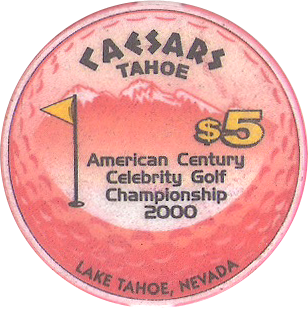 CAESARS
TAHOE
$5
American Century
Celebrity Golf
Championship
2000
LAKE TAHOE, NEVADA